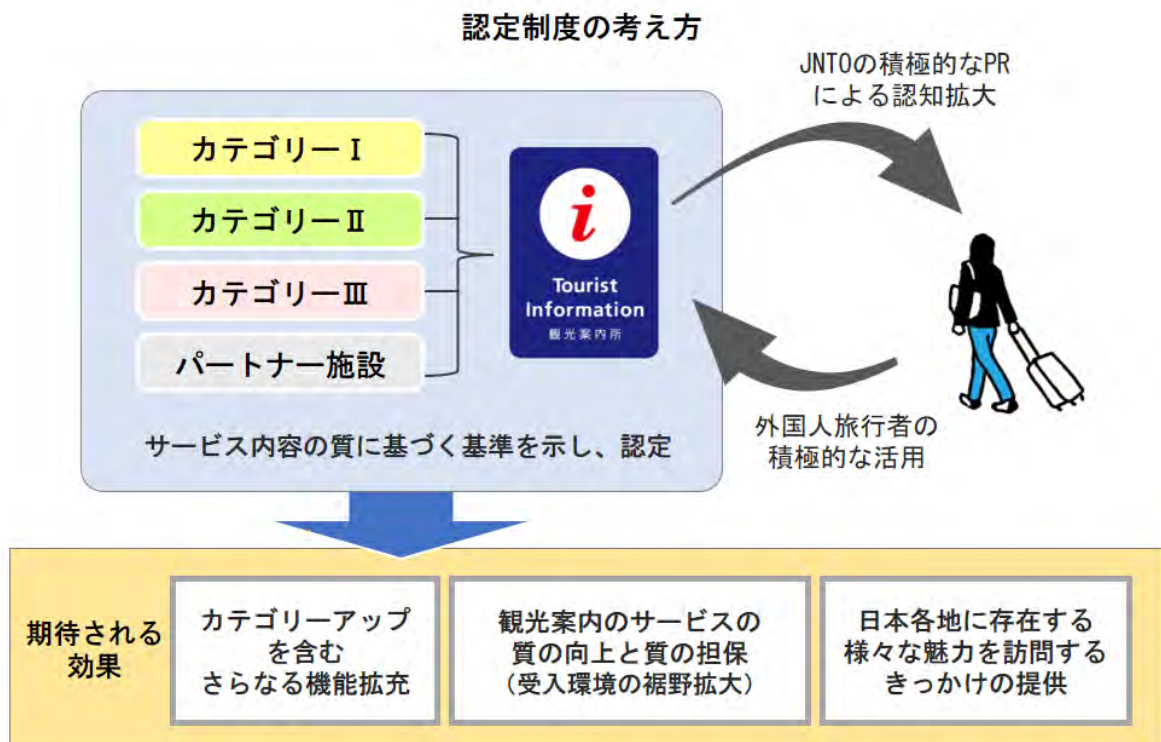 認定制度の考え方
JNTOの積極的なPR
による認知拡大
カテゴリーⅠ
カテゴリーⅡ
カテゴリーⅢ
パートナー施設
i
Tourist
Information
観光案内所
サービス内容の質に基づく基準を示し、認定
外国人旅行者の
積極的な活用
期待される
効果
カテゴリーアップ
を含む
さらなる機能拡充
観光案内のサービスの
質の向上と質の担保
（受入環境の裾野拡大）
日本各地に存在する
様々な魅力を訪問する
きっかけの提供